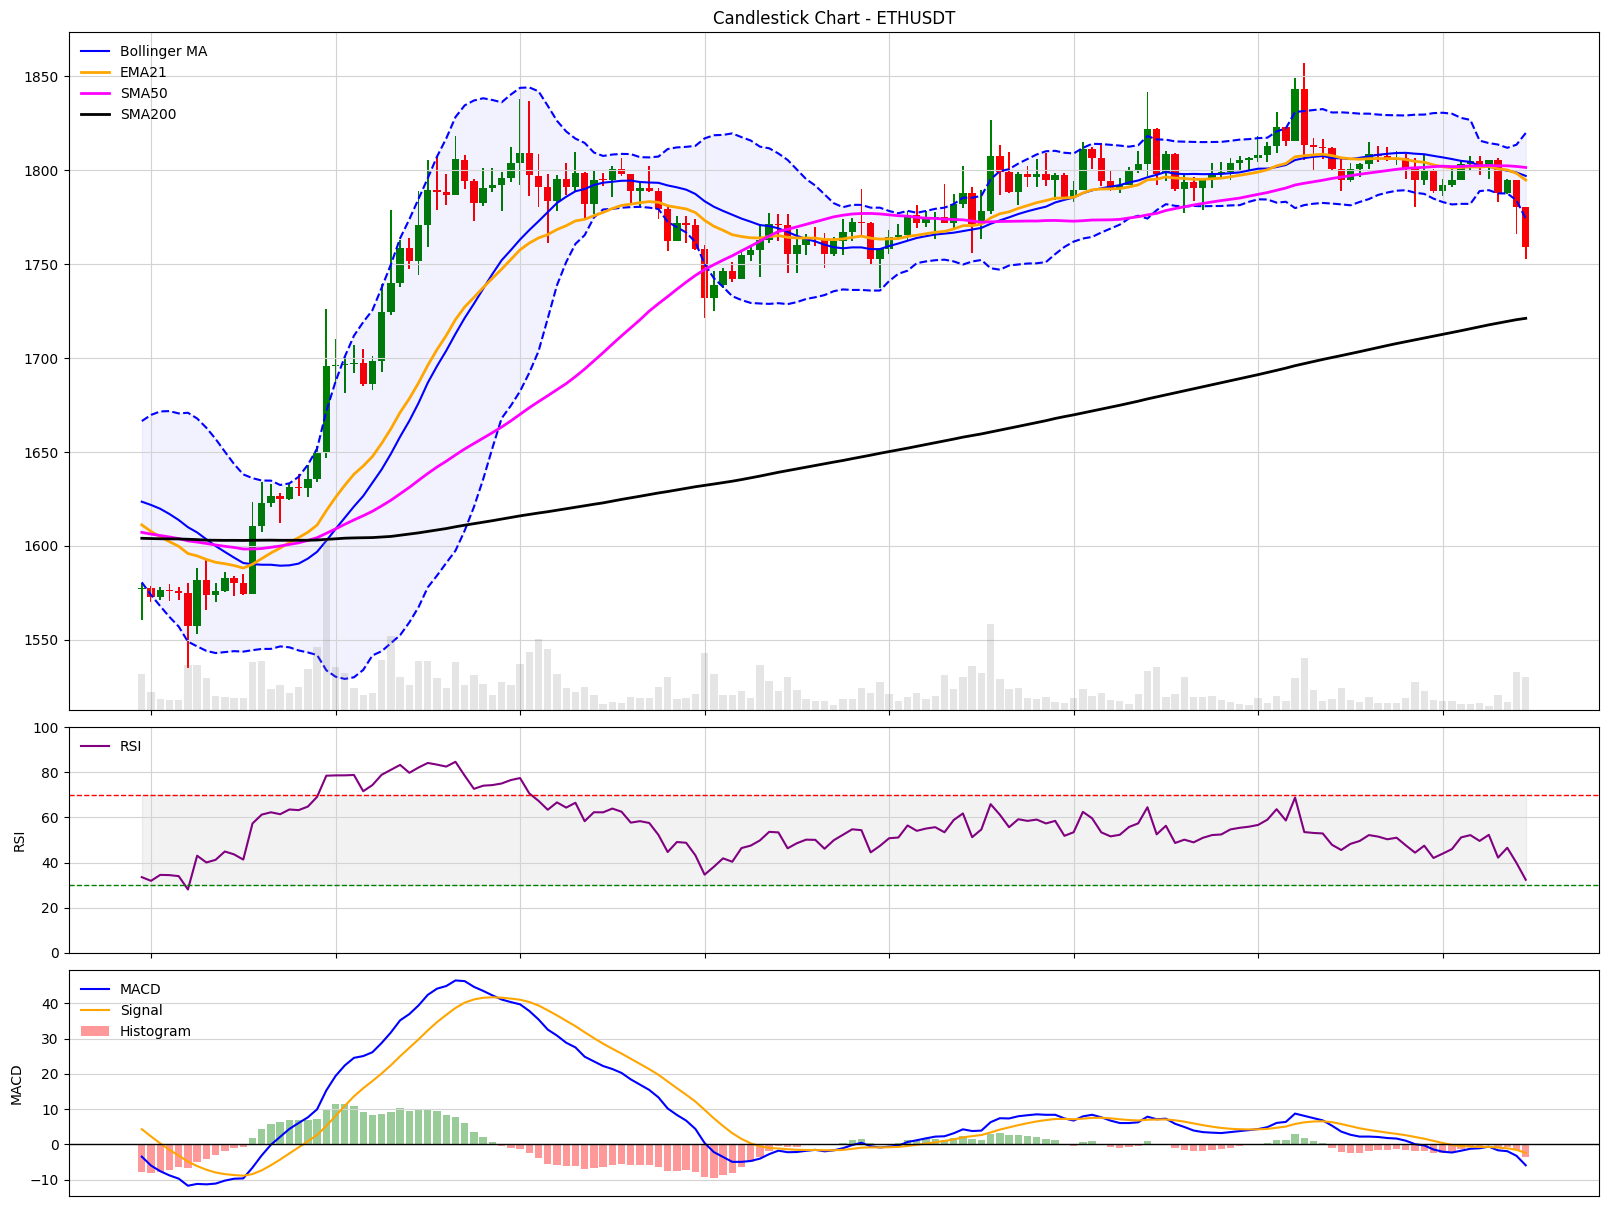 Candlestick Chart - ETHUSDT
Bollinger MA
EMA21
SMA50
SMA200
1850
1800
1750
1700
1650
1600
1550
RSI
100
80
60
40
20
0
RSI
MACD
Signal
Histogram
40
30
20
10
0
−10
MACD